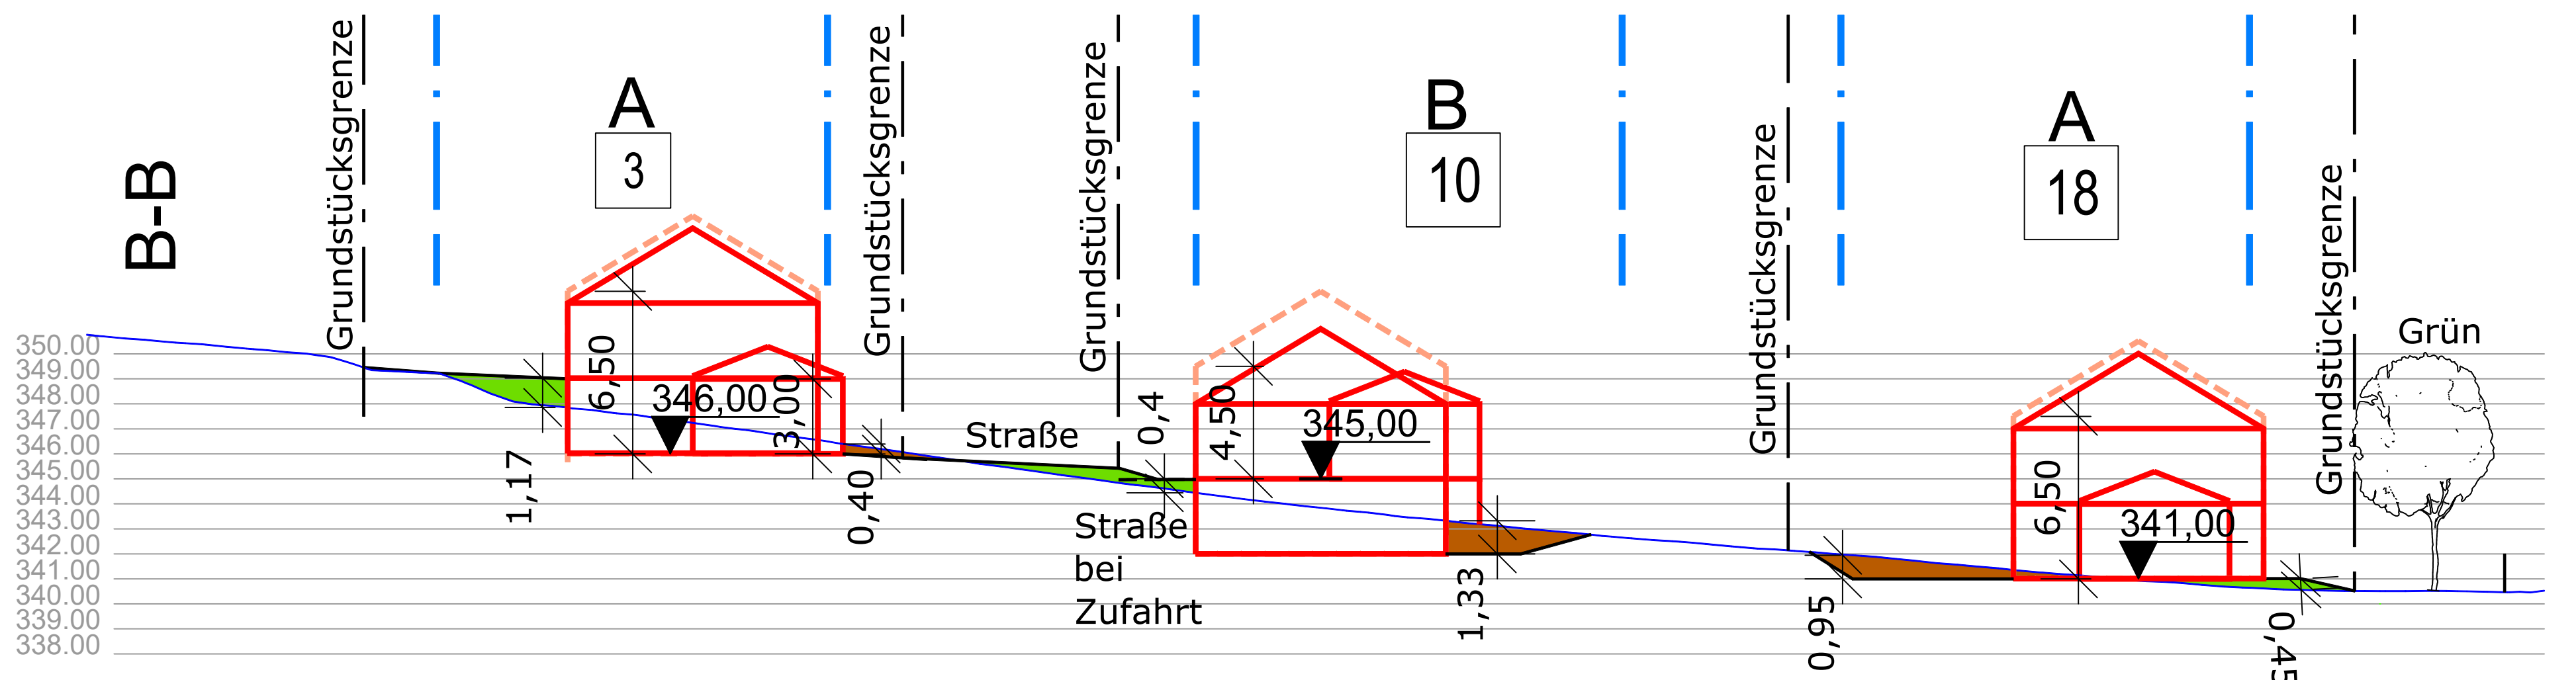 B-B
Grundstücksgrenze
A
3
Grundstücksgrenze
Grundstücksgrenze
B
10
Grundstücksgrenze
A
18
Grundstücksgrenze
Grün
350.00
349.00
348.00
347.00
346.00
345.00
344.00
343.00
342.00
341.00
340.00
339.00
338.00
1,17
6,50
346,00
3,00
0,40
Straße
0,4
Straße
bei
Zufahrt
4,50
345,00
1,33
0,95
6,50
341,00
0,45